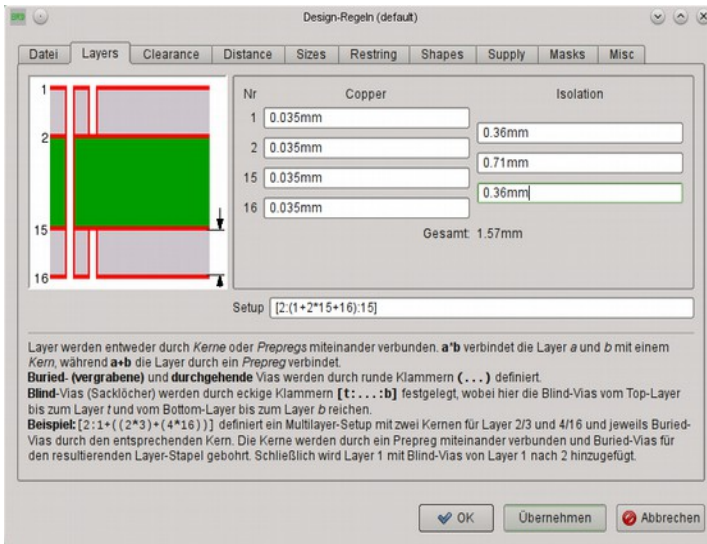 Design-Regeln (default)
Datei Layers Clearance Distance Sizes Restring Shapes Supply Masks Misc
Nr Copper Isolation
1
2
15
16
1 0.035mm
0.36mm
2 0.035mm
0.71mm
15 0.035mm
0.36mm
16 0.035mm
Gesamt: 1.57mm
Setup [2:(1+2*15+16):15]
Layer werden entweder durch Kerne oder Prepregs miteinander verbunden. a*b verbindet die Layer a und b mit einem
Kern, während a+b die Layer durch ein Prepreg verbindet.
Buried- (vergrabene) und durchgehende Vias werden durch runde Klammern (...) definiert.
Blind-Vias (Sacklöcher) werden durch eckige Klammern [t:...:b] festgelegt, wobei hier die Blind-Vias vom Top-Layer
bis zum Layer t und vom Bottom-Layer bis zum Layer b reichen.
Beispiel: [2:1+((2*3)+(4*16))] definiert ein Multilayer-Setup mit zwei Kernen für Layer 2/3 und 4/16 und jeweils Buried-
Vias durch den entsprechenden Kern. Die Kerne werden durch ein Prepreg miteinander verbunden und Buried-Vias für
den resultierenden Layer-Stapel gebohrt. Schließlich wird Layer 1 mit Blind-Vias von Layer 1 nach 2 hinzugefügt.
OK Übernehmen Abbrechen